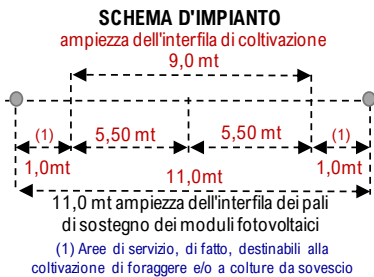 SCHEMA D'IMPIANTO
ampiezza dell'interfila di coltivazione
9,0 mt
(1) 5,50 mt 5,50 mt (1)
1,0mt 11,0mt 1,0mt
11,0 mt ampiezza dell'interfila dei pali
di sostegno dei moduli fotovoltaici
(1) Aree di servizio, di fatto, destinabili alla
coltivazione di foraggere e/o a colture da sovescio